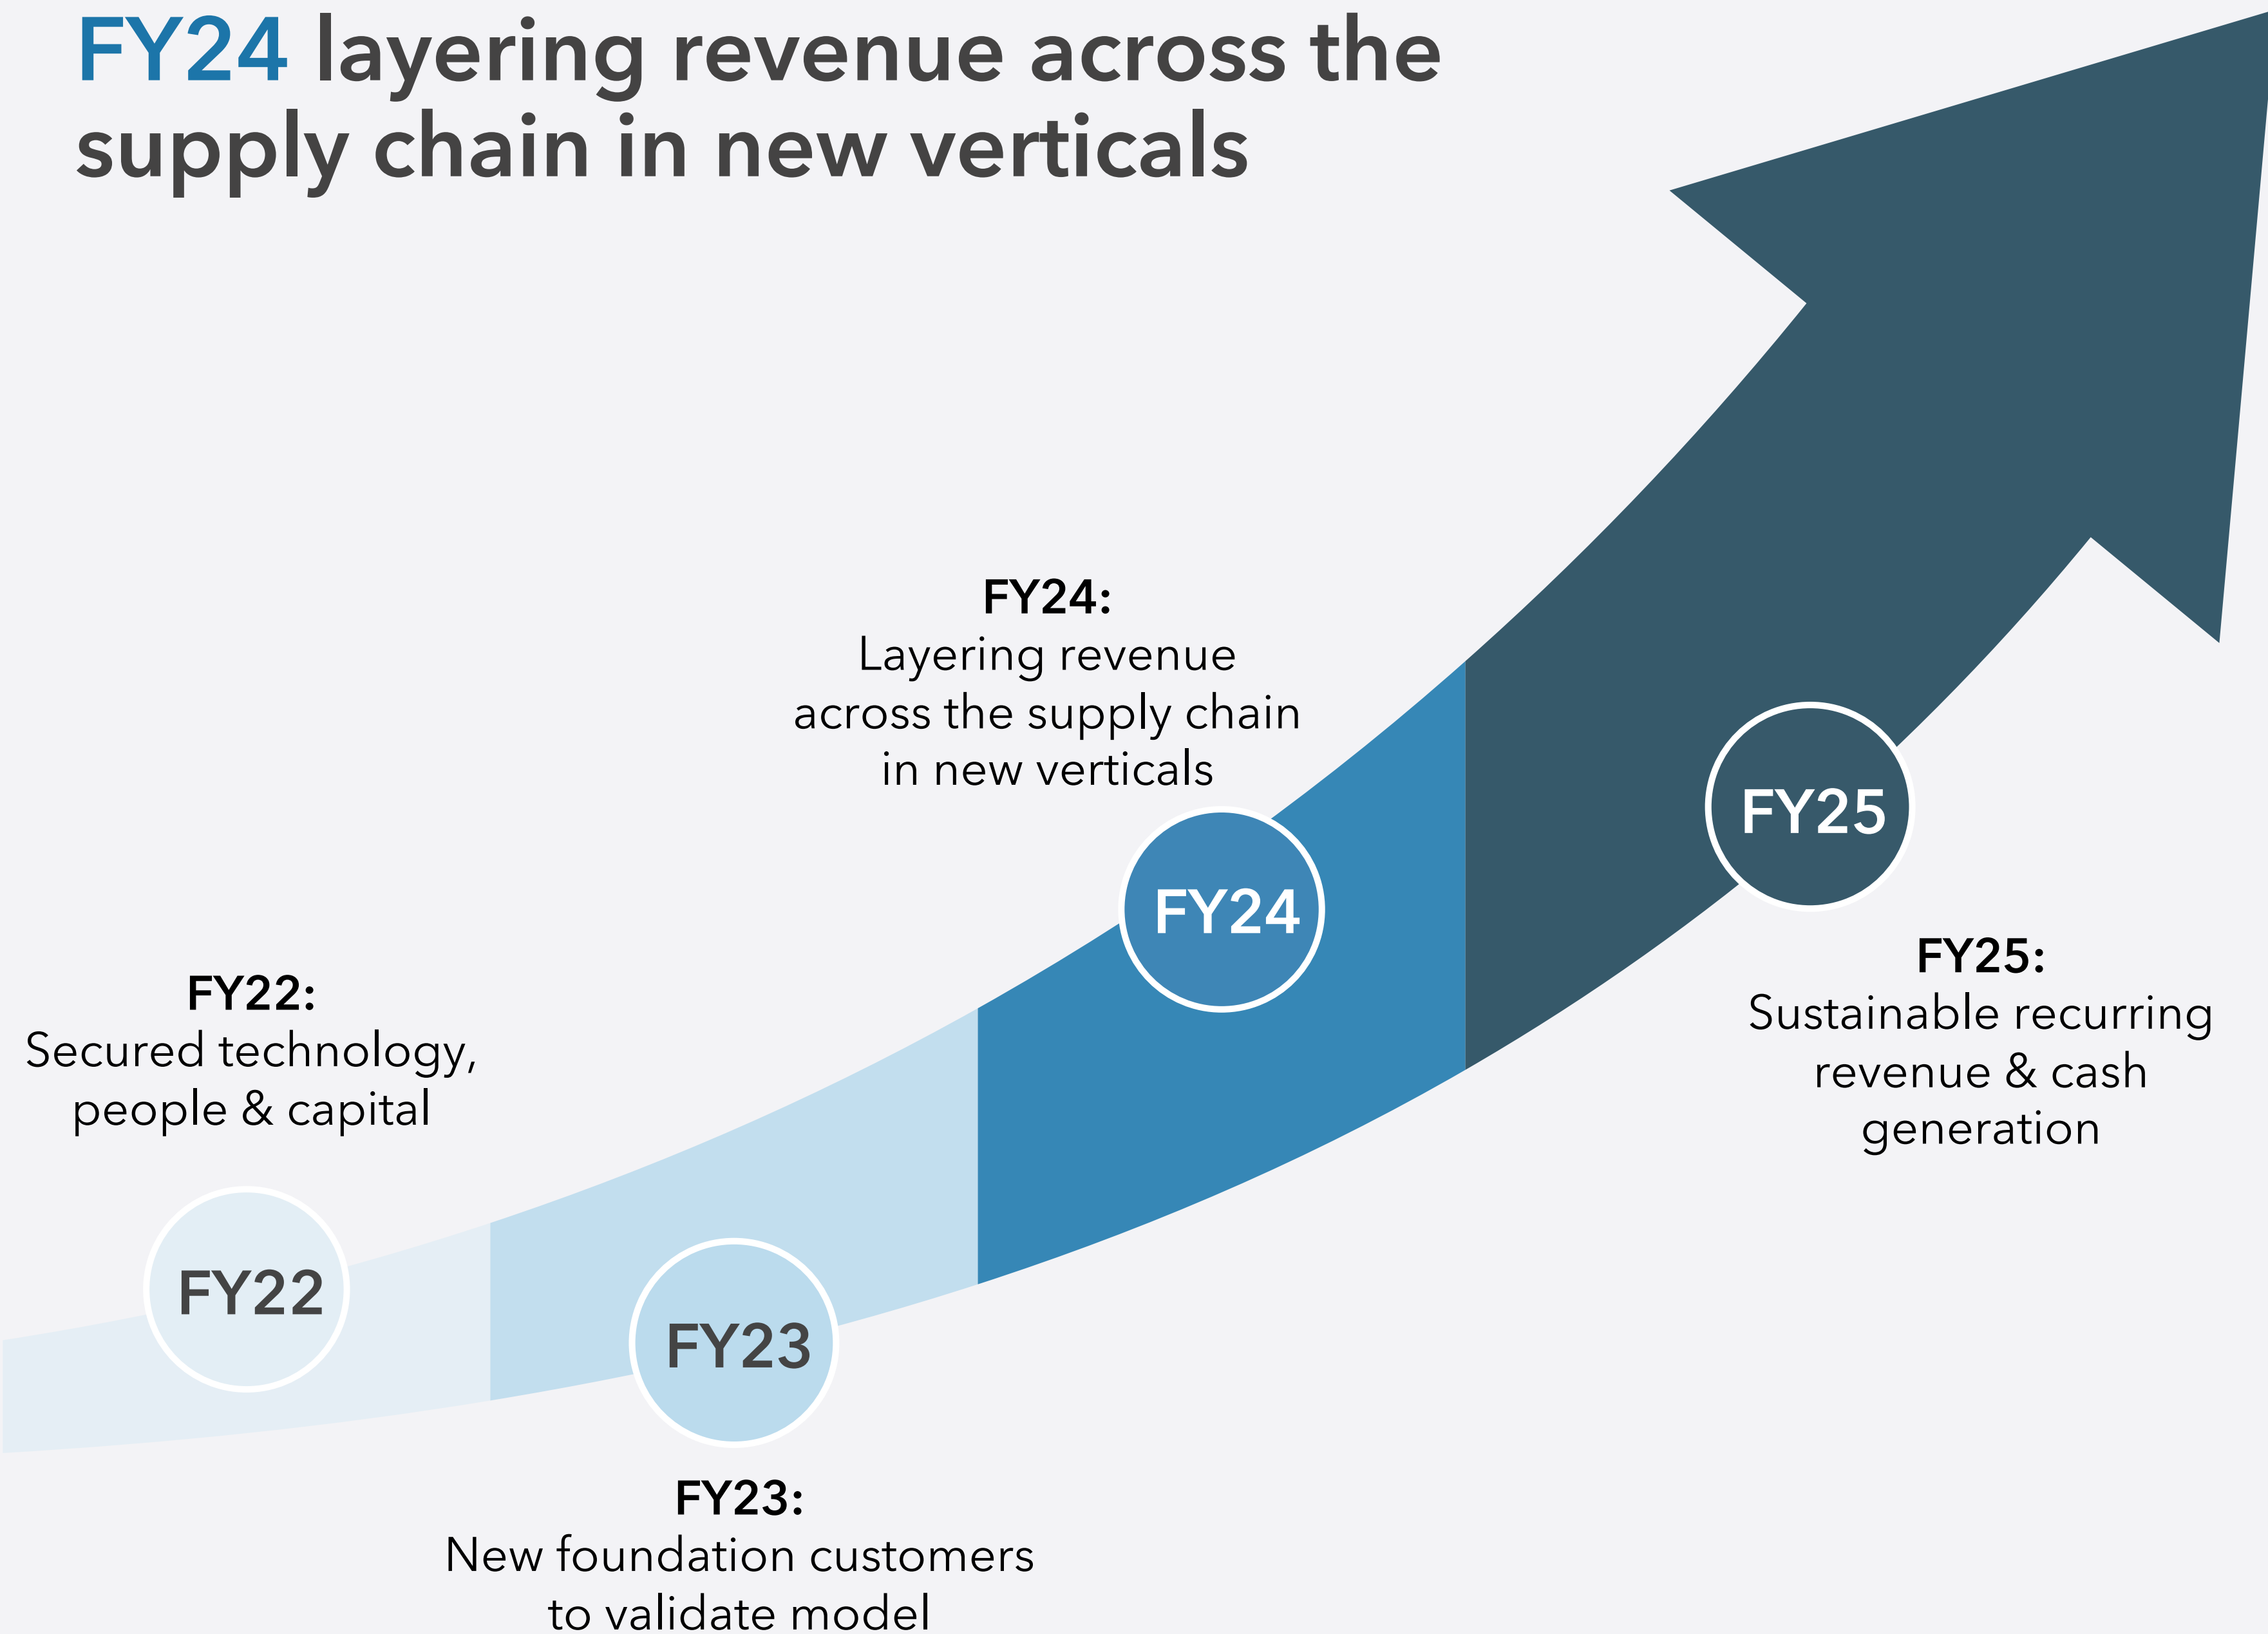 FY24 layering revenue across the
supply chain in new verticals
FY24:
Layering revenue
across the supply chain
in new verticals
FY25
FY24
FY25:
Sustainable recurring
revenue & cash
generation
FY22:
Secured technology,
people & capital
FY22
FY23
FY23:
New foundation customers
to validate model